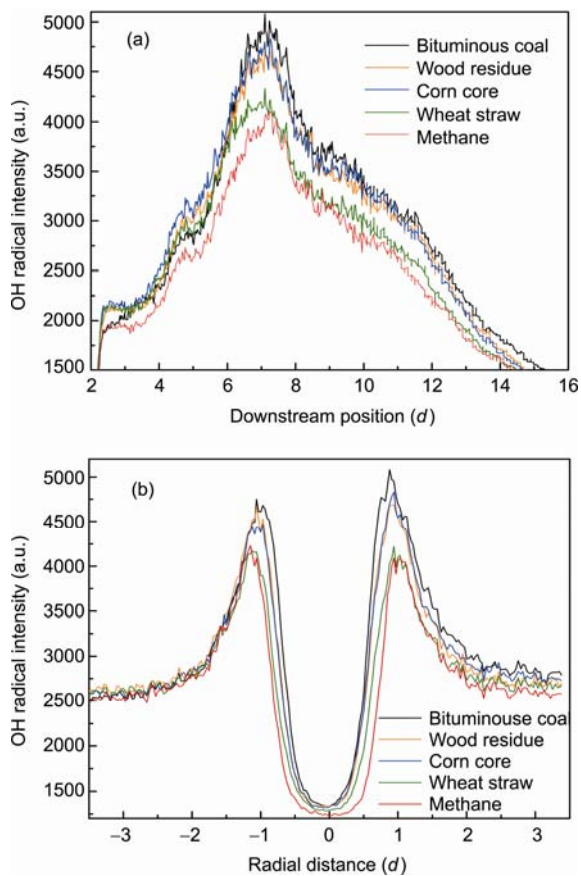 (a)
Bituminous coal
Wood residue
Corn core
Wheat straw
Methane
OH radical intensity (a.u.)
5000
4500
4000
3500
3000
2500
2000
1500
2 4 6 8 10 12 14 16
Downstream position (d)
(b)
OH radical intensity (a.u.)
5000
4500
4000
3500
3000
2500
2000
1500
Bituminouse coal
Wood residue
Corn core
Wheat straw
Methane
−3 −2 −1 0 1 2 3
Radial distance (d)